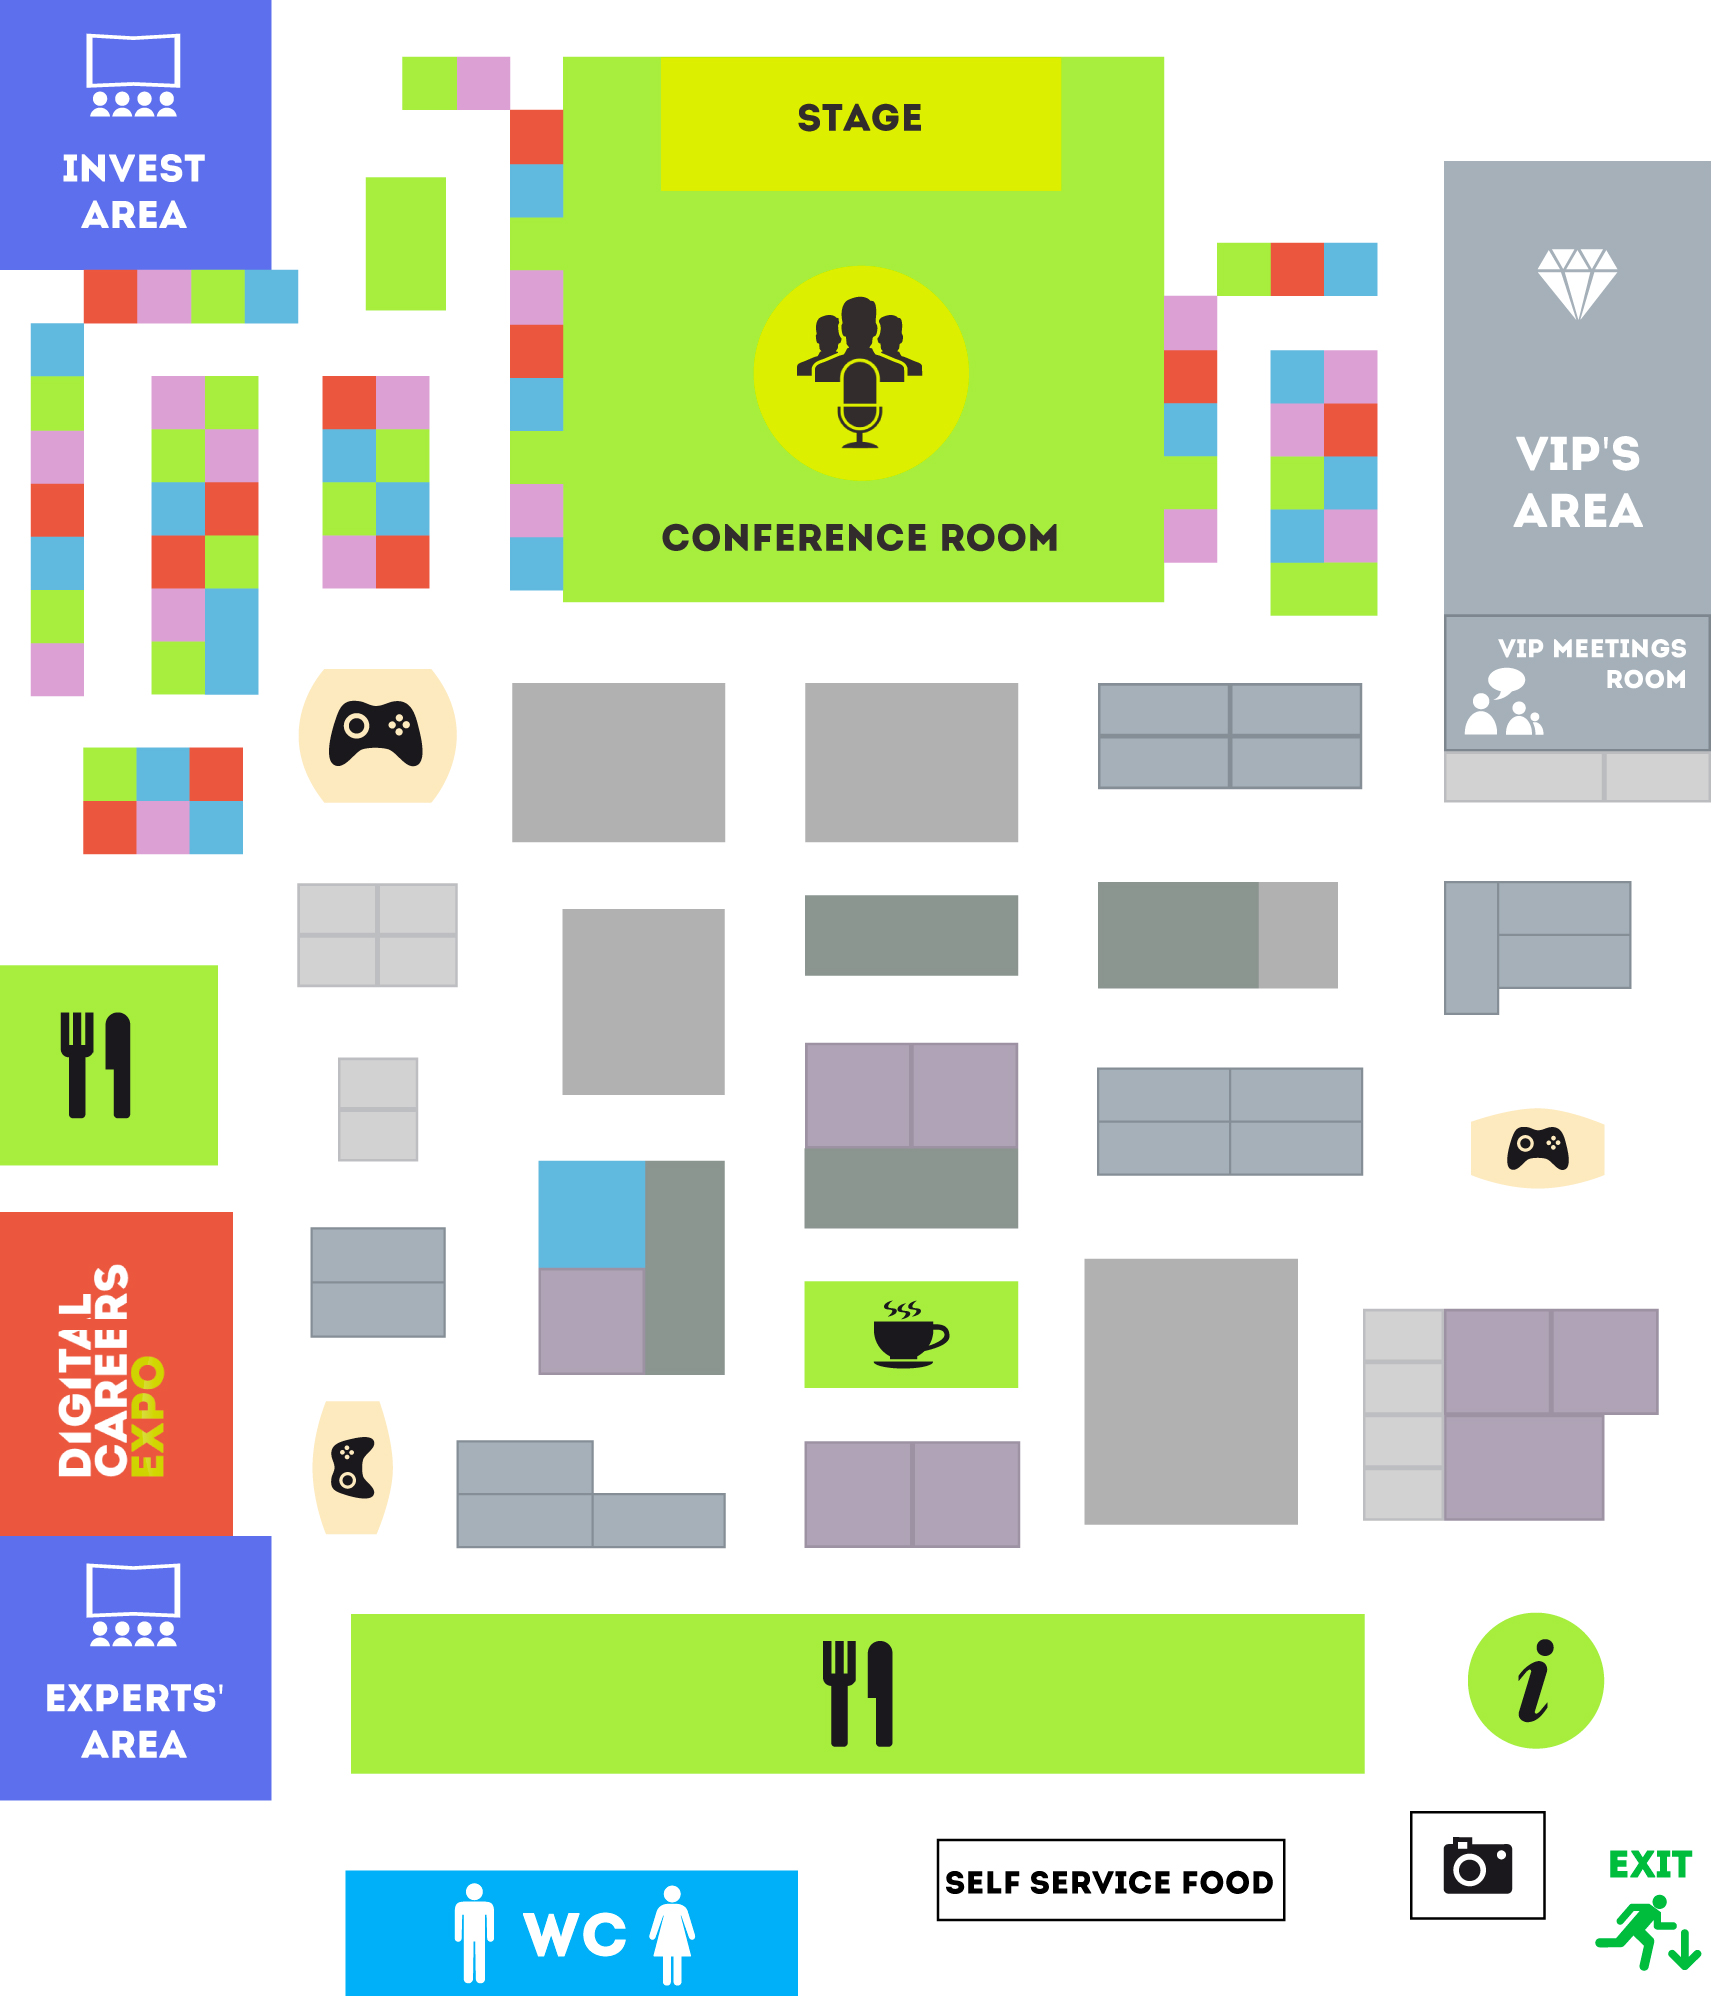 STAGE
INVEST
AREA
VIP'S
AREA
CONFERENCE ROOM
VIP MEETINGS
ROOM
DIGITAL
CAREERS
EXPO
EXPERTS'
AREA
i
EXIT
SELF SERVICE FOOD
WC